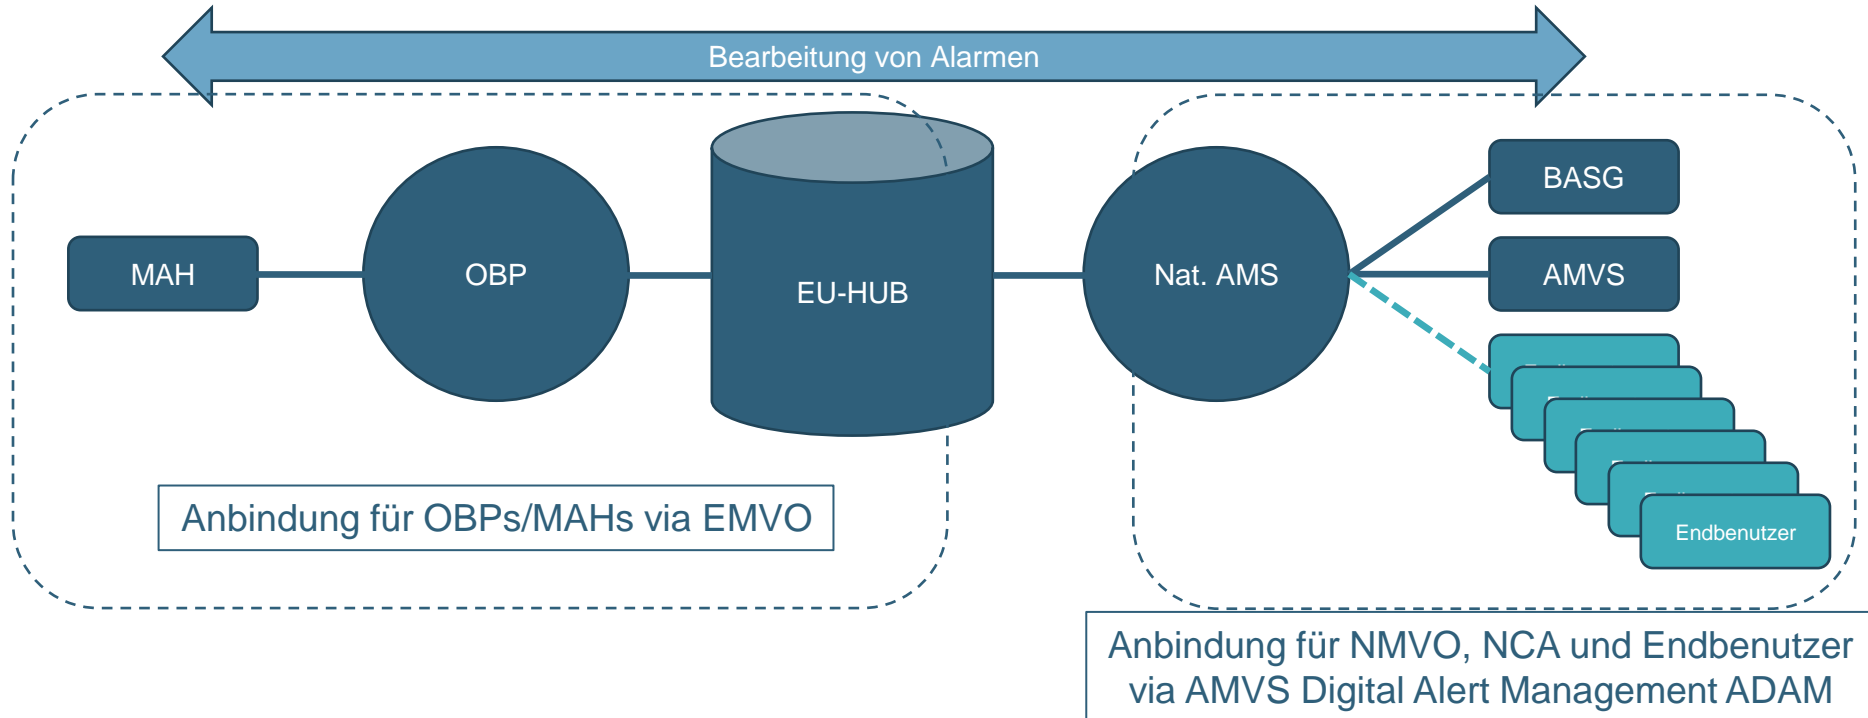 Bearbeitung von Alarmen
MAH
OBP
EU-HUB
Nat. AMS
BASG
AMVS
Endbenutzer
Anbindung für OBPs/MAHs via EMVO
Anbindung für NMVO, NCA und Endbenutzer
via AMVS Digital Alert Management ADAM